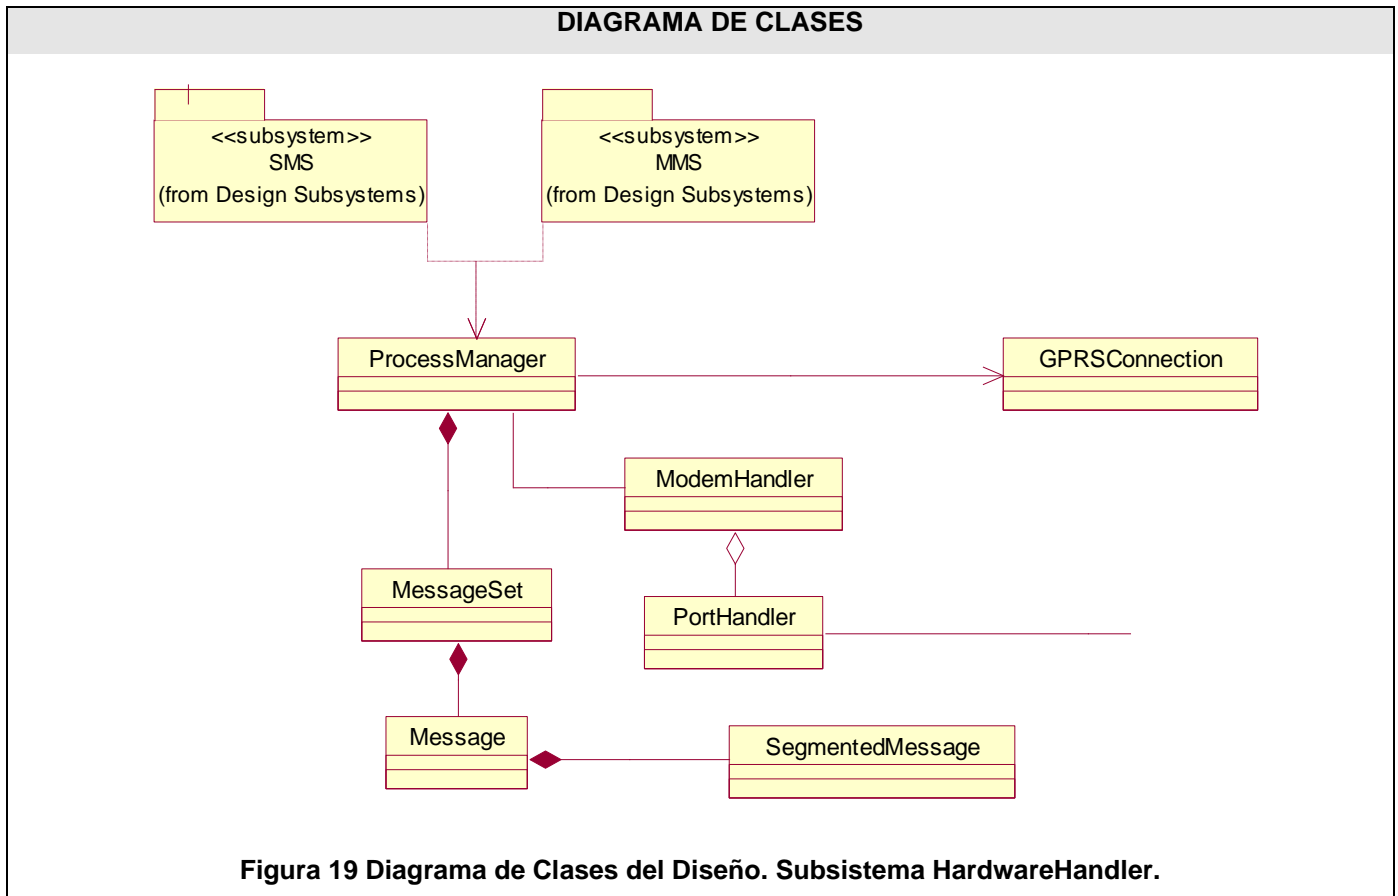 DIAGRAMA DE CLASES
<<subsystem>>
SMS
(from Design Subsystems)
<<subsystem>>
MMS
(from Design Subsystems)
ProcessManager
GPRSConnection
ModemHandler
MessageSet
PortHandler
Message
SegmentedMessage
Figura 19 Diagrama de Clases del Diseño. Subsistema HardwareHandler.